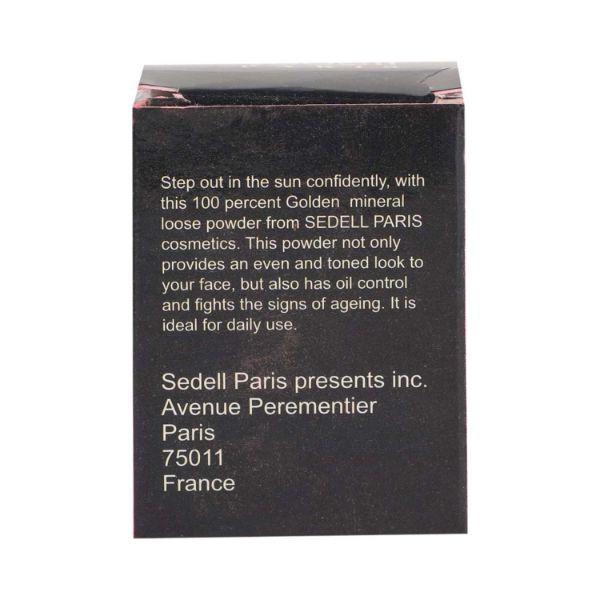 Step out in the sun confidently, with
this 100 percent Golden  mineral
loose powder from SEDELL PARIS
cosmetics. This powder not only
provides an even and toned look to
your face, but also has oil control
and fights the signs of ageing. It is
ideal for daily use.
Sedell Paris presents inc.
Avenue Perementier
Paris
75011
France